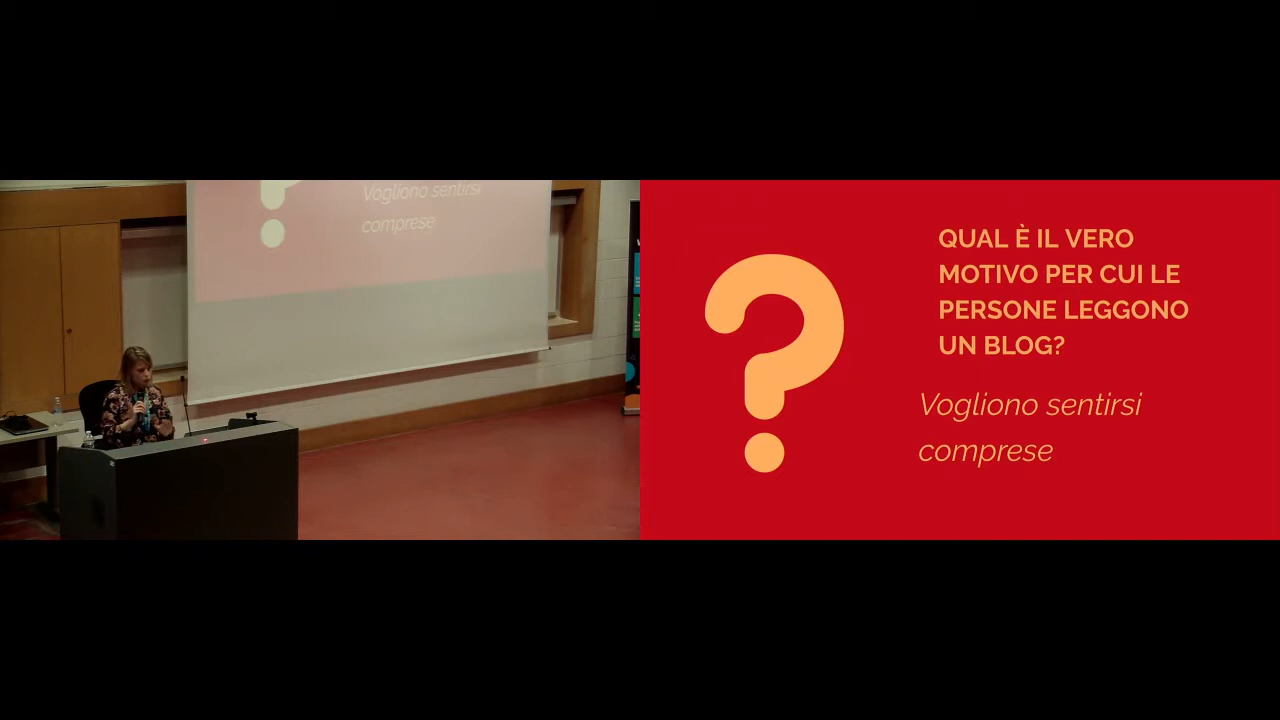 Vogliono sentirsi
comprese
QUAL È IL VERO
MOTIVO PER CUI LE
PERSONE LEGGONO
UN BLOG?
Vogliono sentirsi
comprese